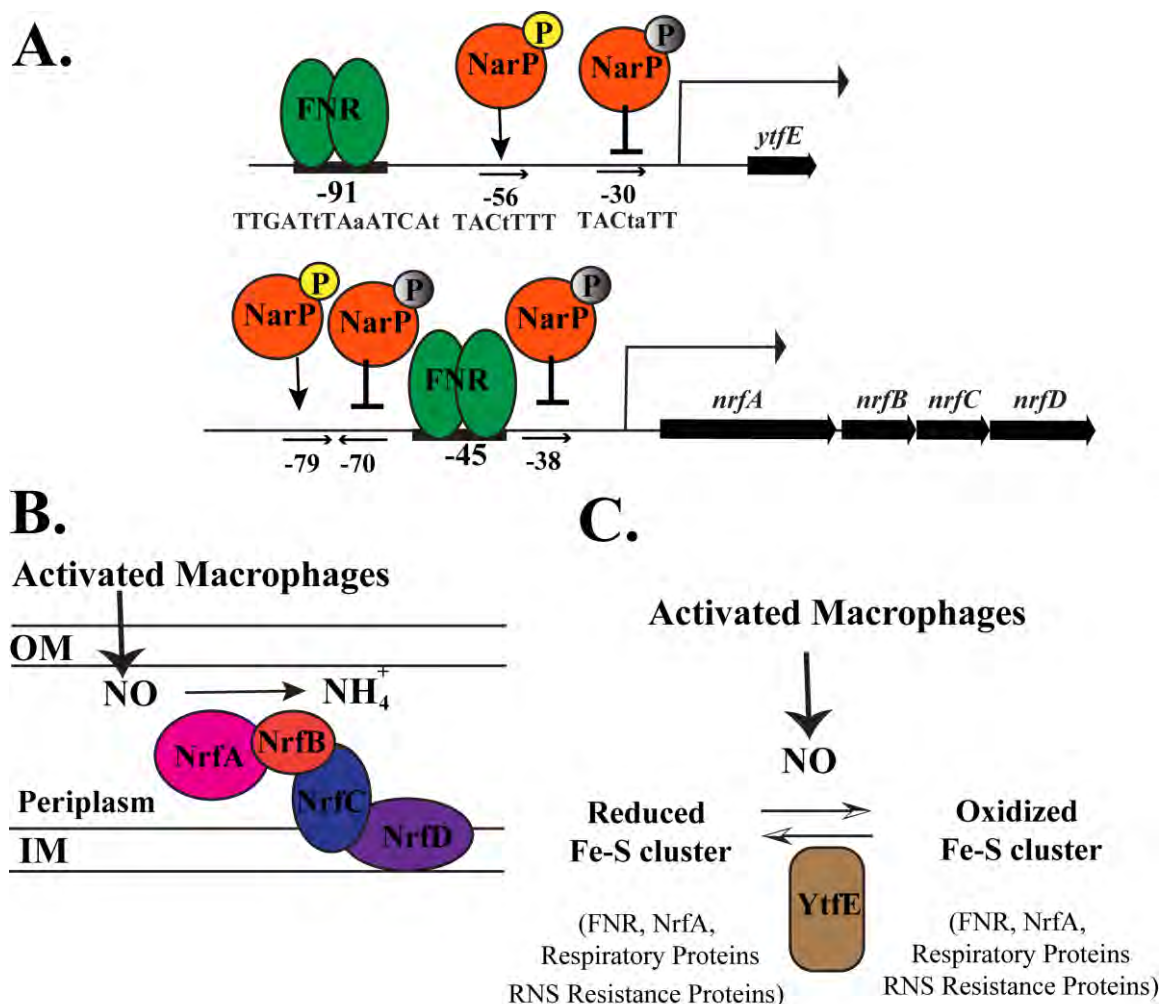 A.
P
P
NarP
NarP
FNR
ytfE
-91
-56
-30
TTGATtTAaATCAt
TACtTTT
TACtaTT
P
P
P
NarP
NarP
NarP
FNR
nrfA
nrfB
nrfC
nrfD
-79
-70
-45
-38
B.
Activated Macrophages
OM
NO
NH4+
NrfA
NrfB
NrfC
NrfD
Periplasm
IM
C.
Activated Macrophages
NO
Reduced
Fe-S cluster
Oxidized
Fe-S cluster
YtfE
(FNR, NrfA,
Respiratory Proteins
RNS Resistance Proteins)
(FNR, NrfA,
Respiratory Proteins
RNS Resistance Proteins)